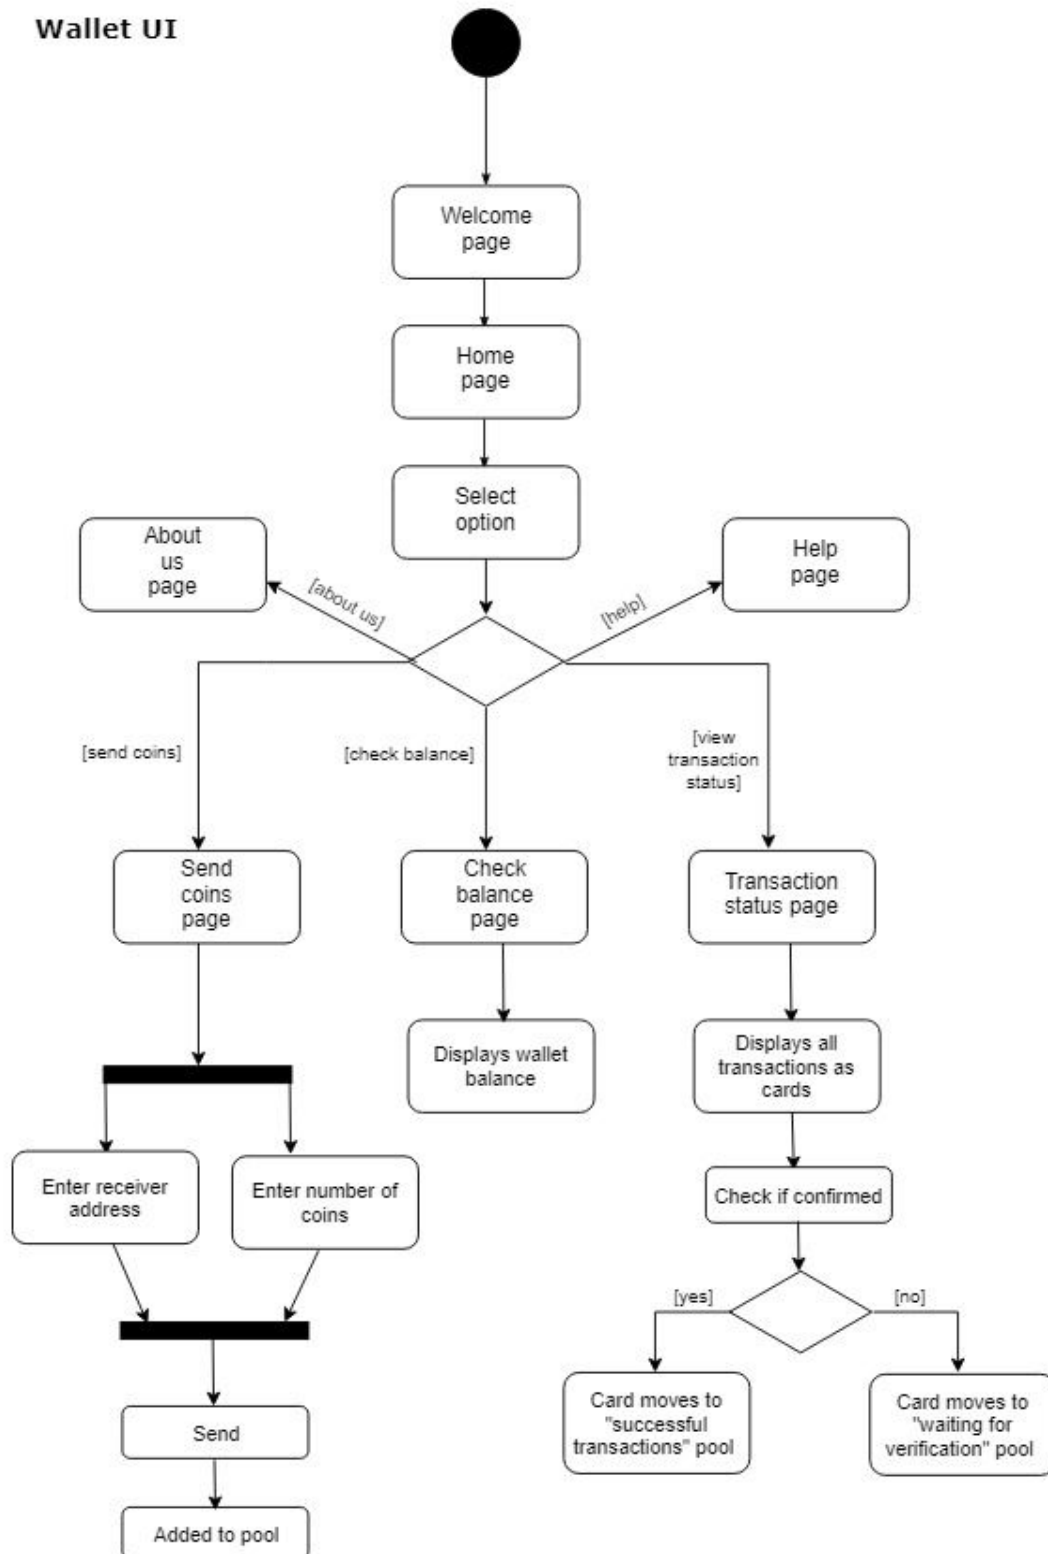 Wallet UI
Welcome
page
Home
page
Select
option
About
us
page
Help
page
[about us]
[help]
[send coins]
[check balance]
[view
transaction
status]
Send
coins
page
Check
balance
page
Transaction
status page
Displays wallet
balance
Displays all
transactions as
cards
Enter receiver
address
Enter number of
coins
Check if confirmed
[yes]
[no]
Card moves to
"successful
transactions" pool
Card moves to
"waiting for
verification" pool
Send
Added to pool